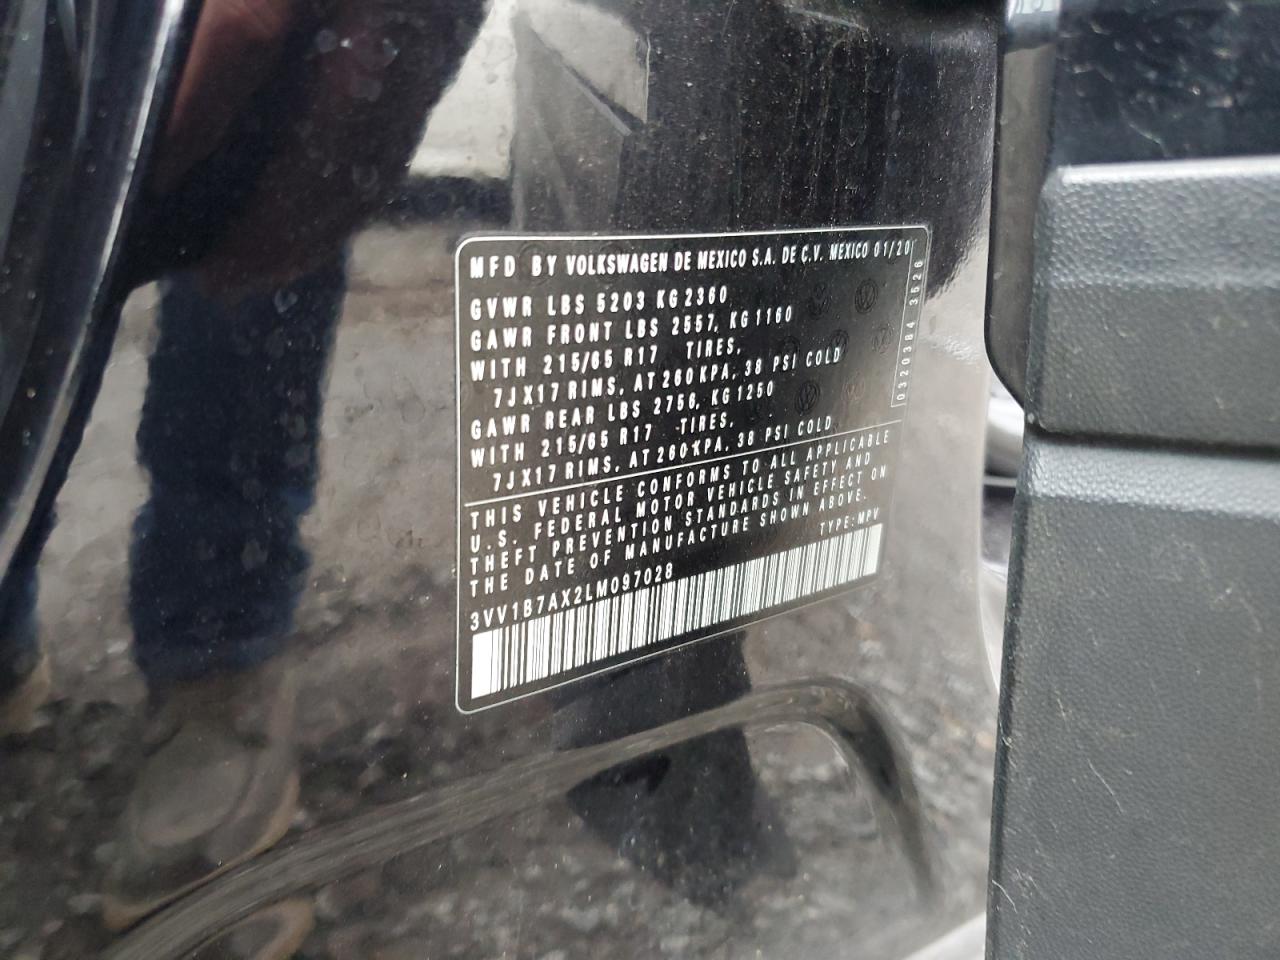 MFD BY VOLKSWAGEN DE MEXICO S.A. DE C.V. MEXICO 01/20
GVWR LBS 5203 KG 2360
GAWR FRONT LBS 2557, KG 1160
WITH 215/65 R17 TIRES,
7JX17 RIMS, AT 260 KPA, 38 PSI COLD
GAWR REAR LBS 2756, KG 1250
WITH 215/65 R17 TIRES,
7JX17 RIMS, AT 260 KPA, 38 PSI COLD
0320384 3526
THIS VEHICLE CONFORMS TO ALL APPLICABLE
U.S. FEDERAL MOTOR VEHICLE SAFETY AND
THEFT PREVENTION STANDARDS IN EFFECT ON
THE DATE OF MANUFACTURE SHOWN ABOVE.
TYPE: MPV
3VV1B7AX2LM097028